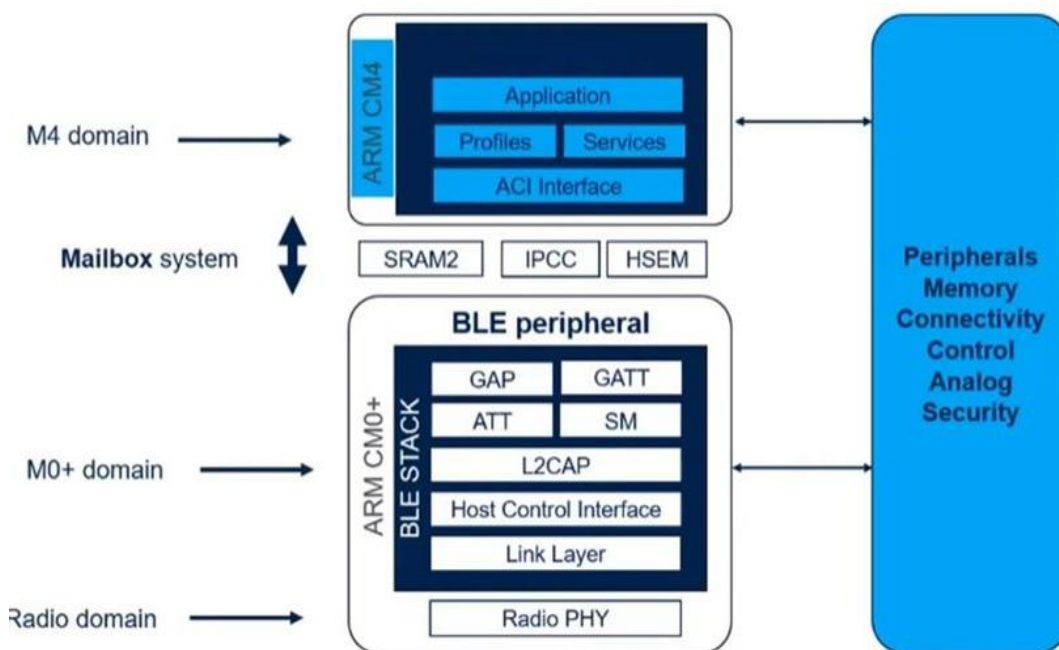 ARM CM4
Application
Profiles Services
ACI Interface
M4 domain
Mailbox system
SRAM2 IPCC HSEM
BLE peripheral
ARM CM0+
BLE STACK
GAP GATT
ATT SM
L2CAP
Host Control Interface
Link Layer
M0+ domain
Radio PHY
Radio domain
Peripherals
Memory
Connectivity
Control
Analog
Security